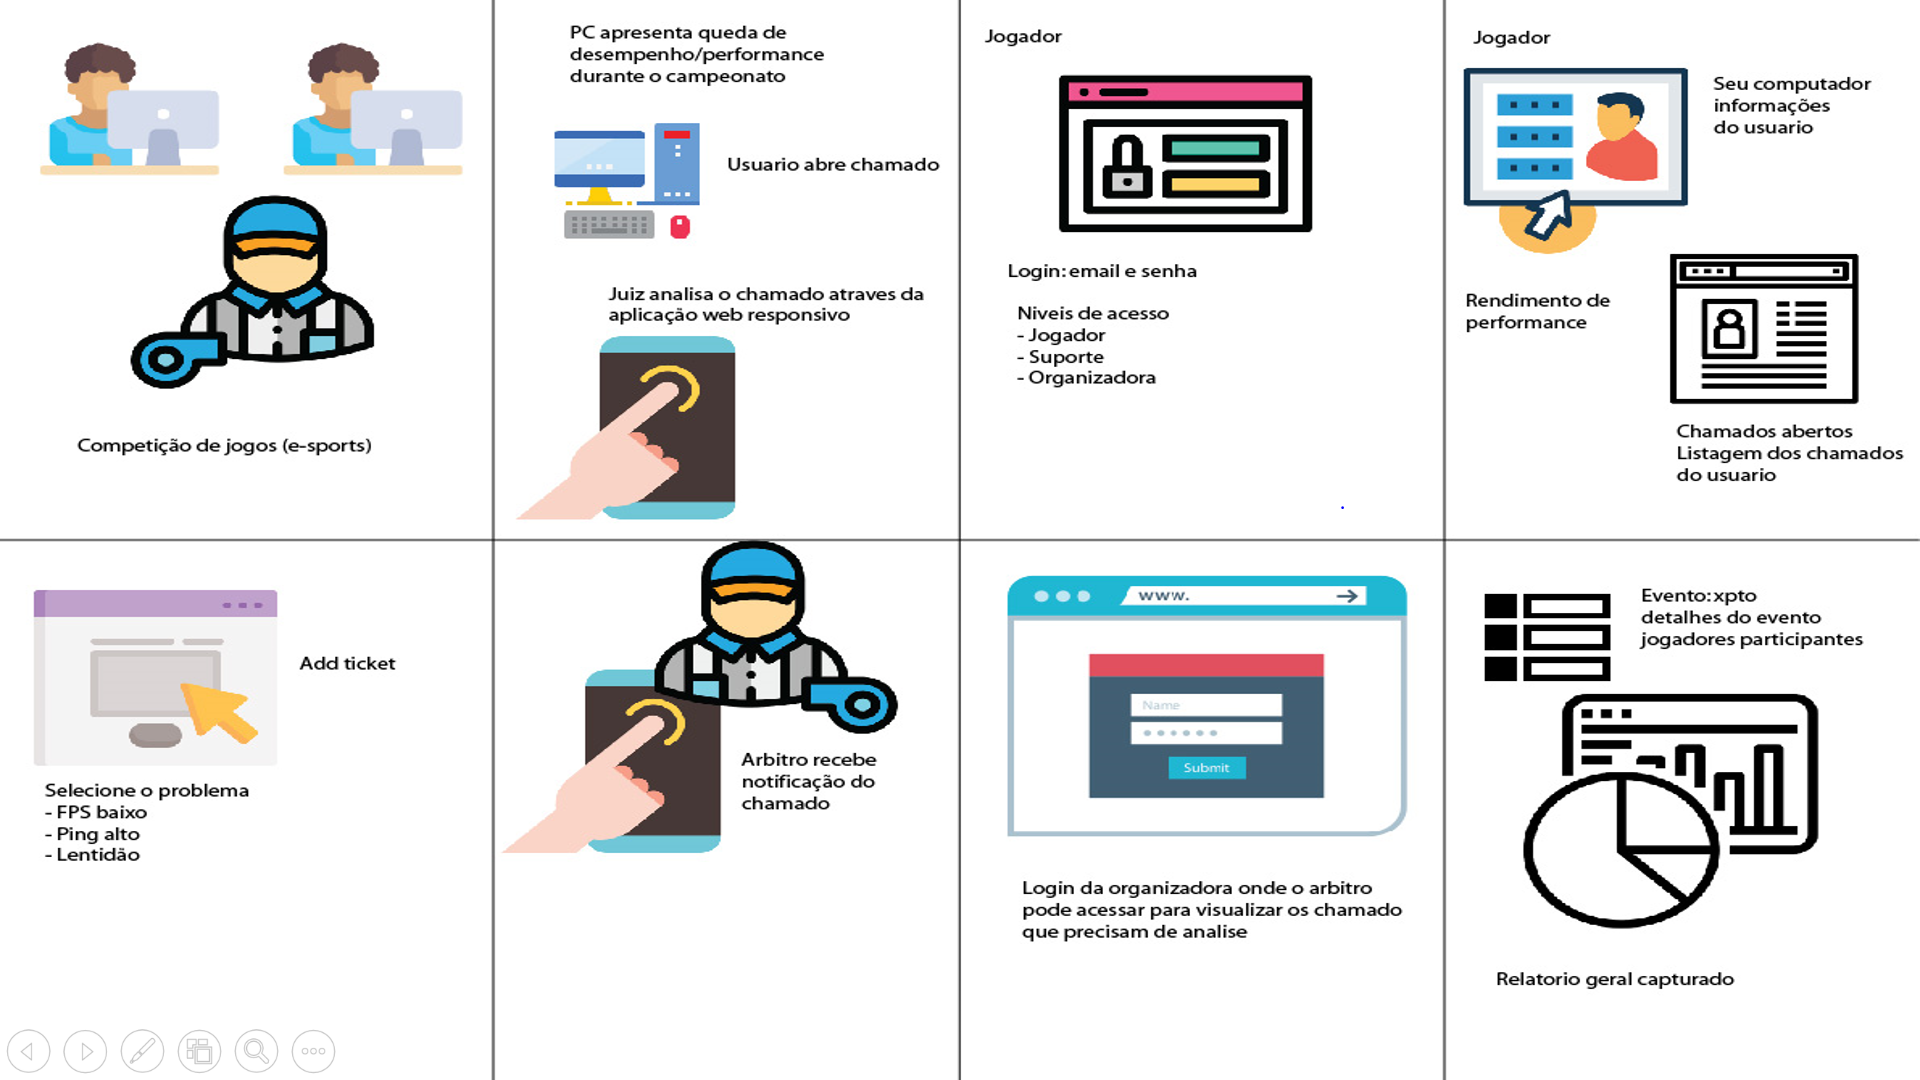 Competição de jogos (e-sports)
PC apresenta queda de
desempenho/performance
durante o campeonato
Usuario abre chamado
Juiz analisa o chamado atraves da
aplicação web responsivo
Jogador
Login: email e senha
Niveis de acesso
- Jogador
- Suporte
- Organizadora
Jogador
Seu computador
informações
do usuario
Rendimento de
performance
Chamados abertos
Listagem dos chamados
do usuario
Add ticket
Selecione o problema
- FPS baixo
- Ping alto
- Lentidão
Arbitro recebe
notificação do
chamado
www.
Name
Submit
Login da organizadora onde o arbitro
pode acessar para visualizar os chamado
que precisam de analise
Evento: xpto
detalhes do evento
jogadores participantes
Relatorio geral capturado